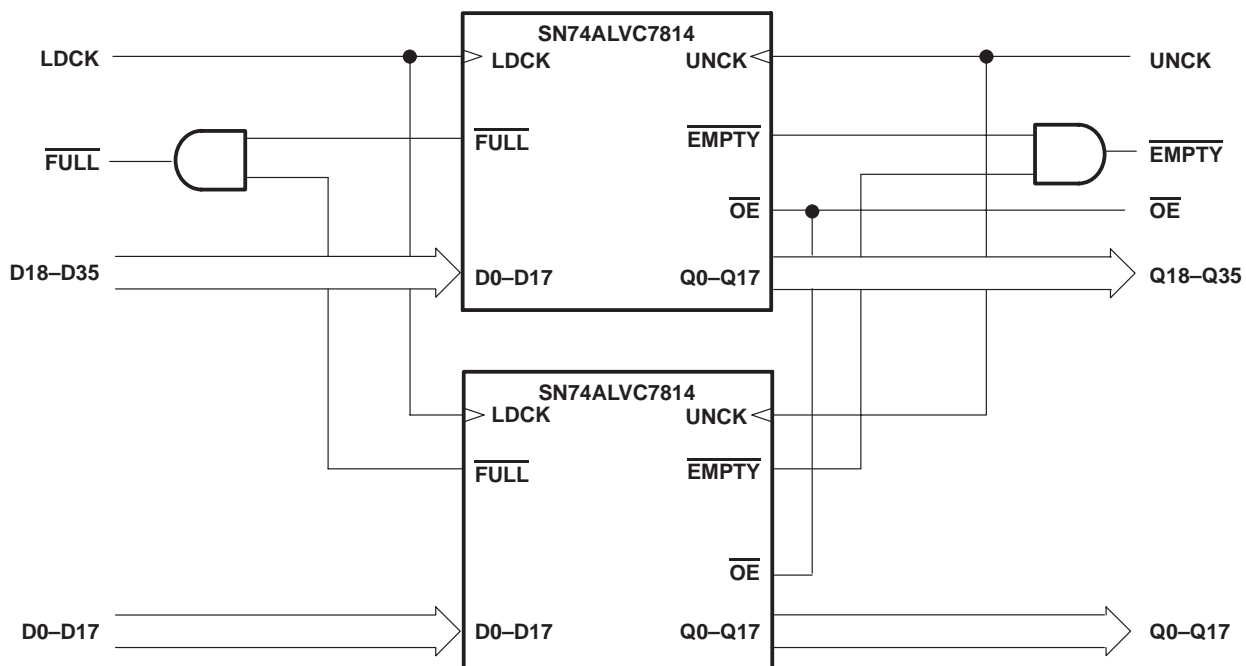 SN74ALVC7814
LDCK
LDCK
UNCK
UNCK
FULL
FULL
EMPTY
EMPTY
OE
OE
D18–D35
D0–D17
Q0–Q17
Q18–Q35
SN74ALVC7814
LDCK
UNCK
FULL
EMPTY
OE
D0–D17
D0–D17
Q0–Q17
Q0–Q17